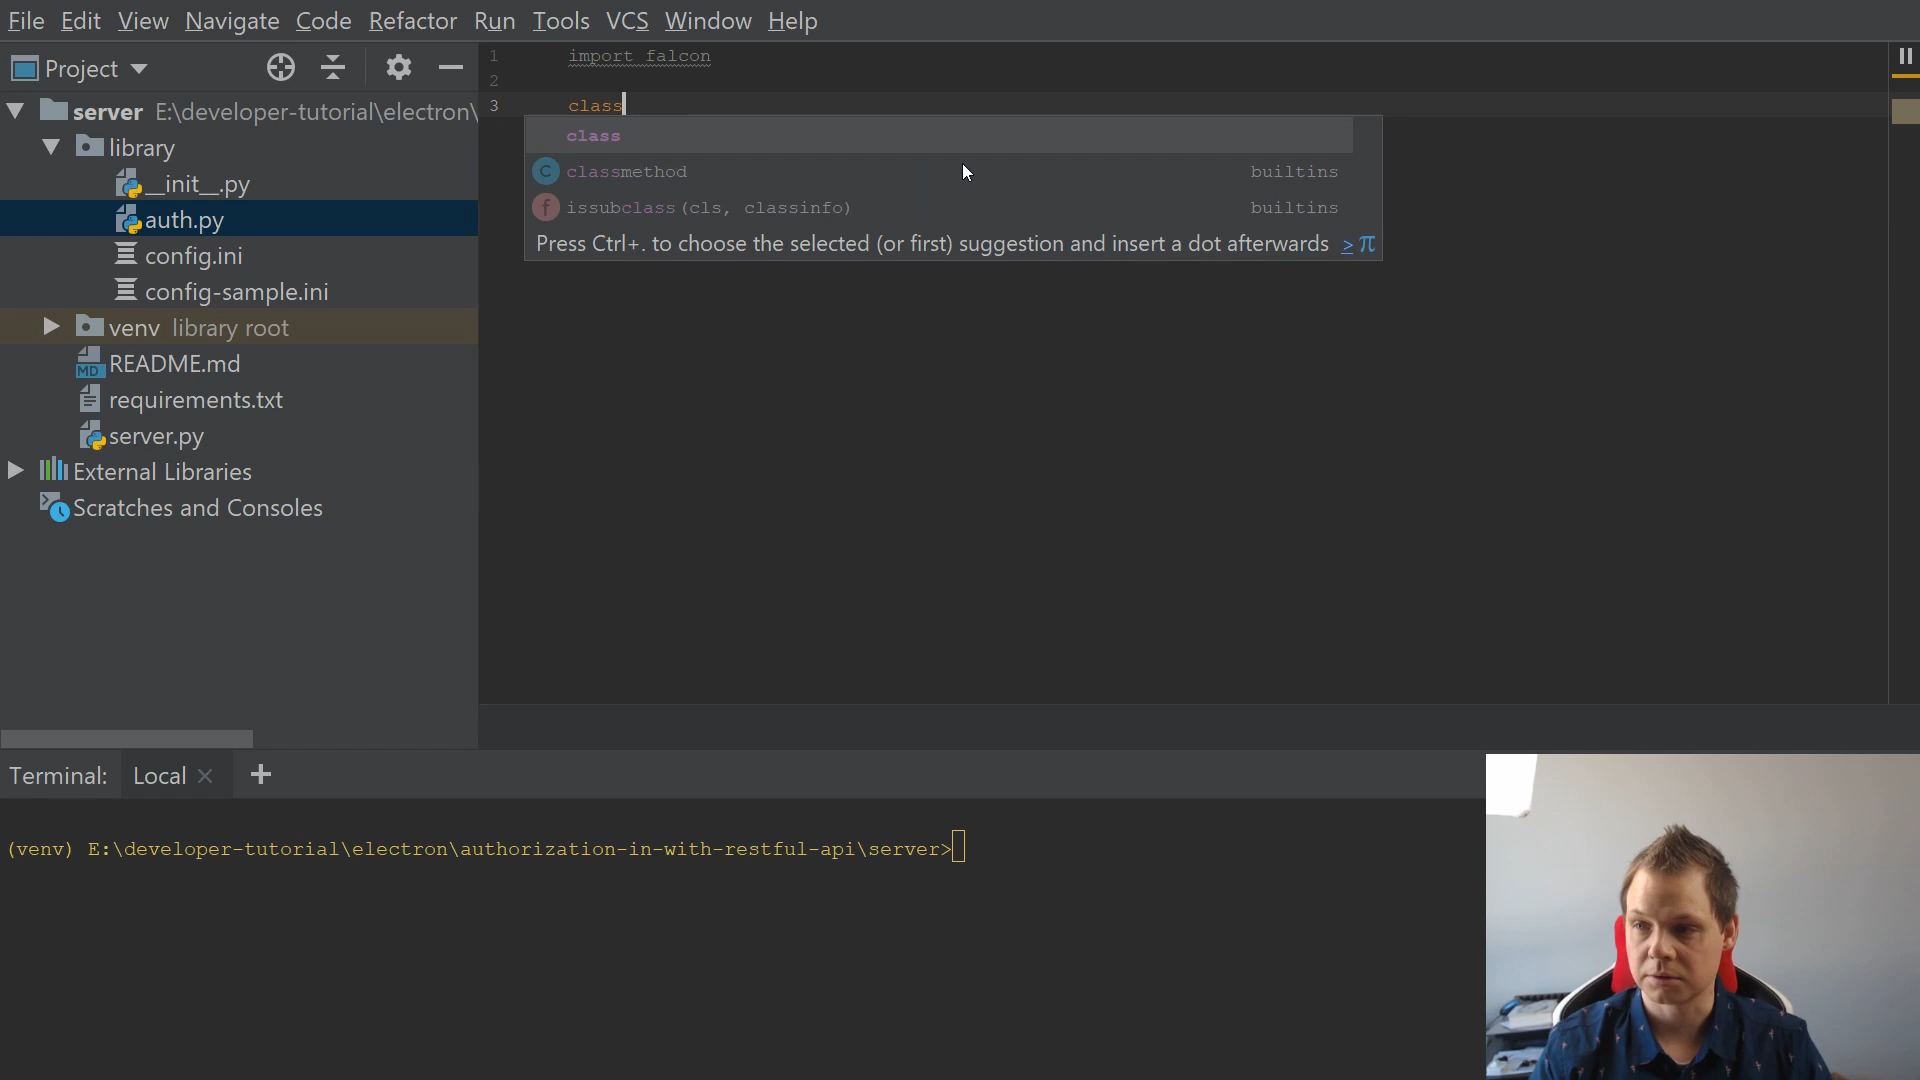 File Edit View Navigate Code Refactor Run Tools VCS Window Help
Project
server E:\developer-tutorial\electron\
library
__init__.py
auth.py
config.ini
config-sample.ini
venv library root
MD README.md
requirements.txt
server.py
External Libraries
Scratches and Consoles
1 import falcon
2
3 class
class
C classmethod builtins
f issubclass(cls, classinfo) builtins
Press Ctrl+. to choose the selected (or first) suggestion and insert a dot afterwards ≥ π
Terminal: Local +
(venv) E:\developer-tutorial\electron\authorization-in-with-restful-api\server>